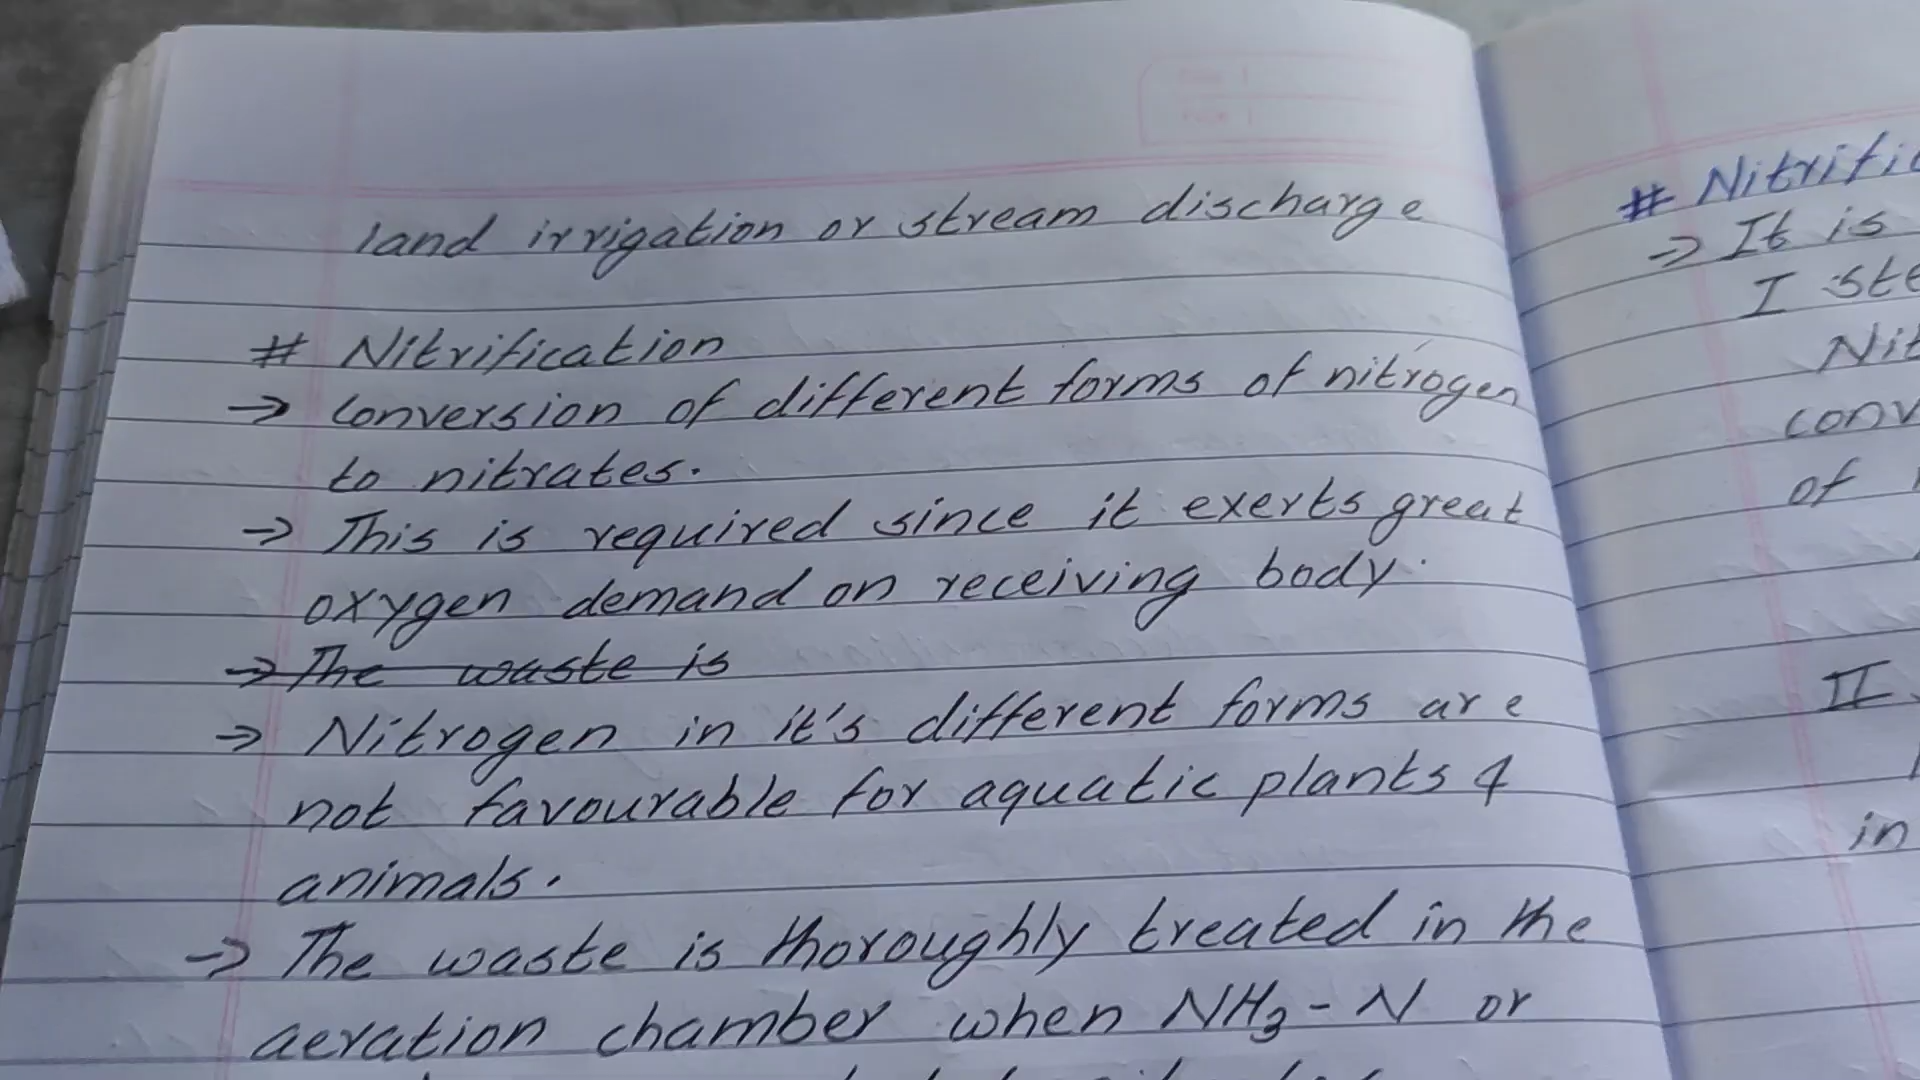 land irrigation or stream discharge
# Nitrification
→ Conversion of different forms of nitrogen
to nitrates.
→ This is required since it exerts great
oxygen demand on receiving body.
→ The waste is
→ Nitrogen in it's different forms are
not favourable for aquatic plants &
animals.
→ The waste is thoroughly treated in the
aeration chamber when NH3-N or
# Nitrific
→ It is
I ste
Nit
conv
of
II
in